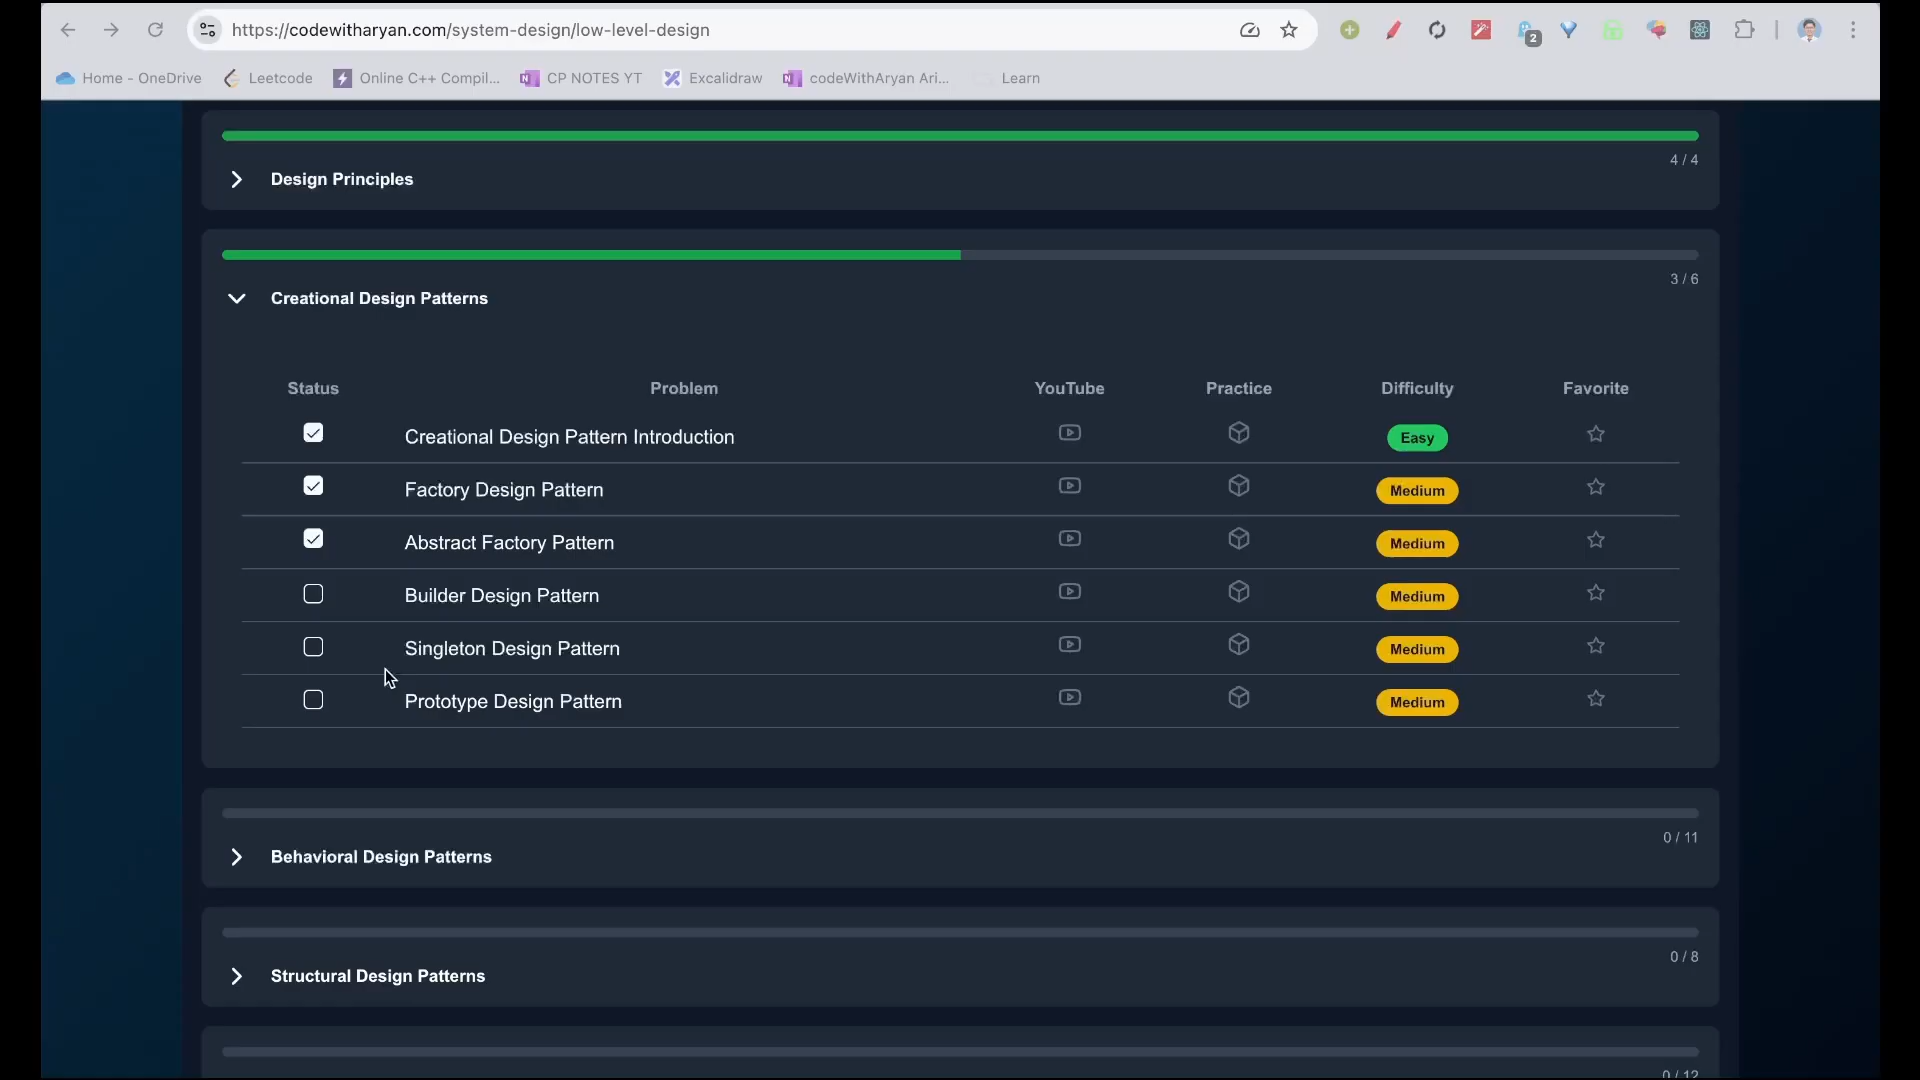 https://codewitharyan.com/system-design/low-level-design
2
Home - OneDrive Leetcode Online C++ Compil... CP NOTES YT Excalidraw codeWithAryan Ari... Learn
4 / 4
Design Principles
3 / 6
Creational Design Patterns
Status Problem YouTube Practice Difficulty Favorite
Creational Design Pattern Introduction Easy
Factory Design Pattern Medium
Abstract Factory Pattern Medium
Builder Design Pattern Medium
Singleton Design Pattern Medium
Prototype Design Pattern Medium
0 / 11
Behavioral Design Patterns
0 / 8
Structural Design Patterns
0 / 12